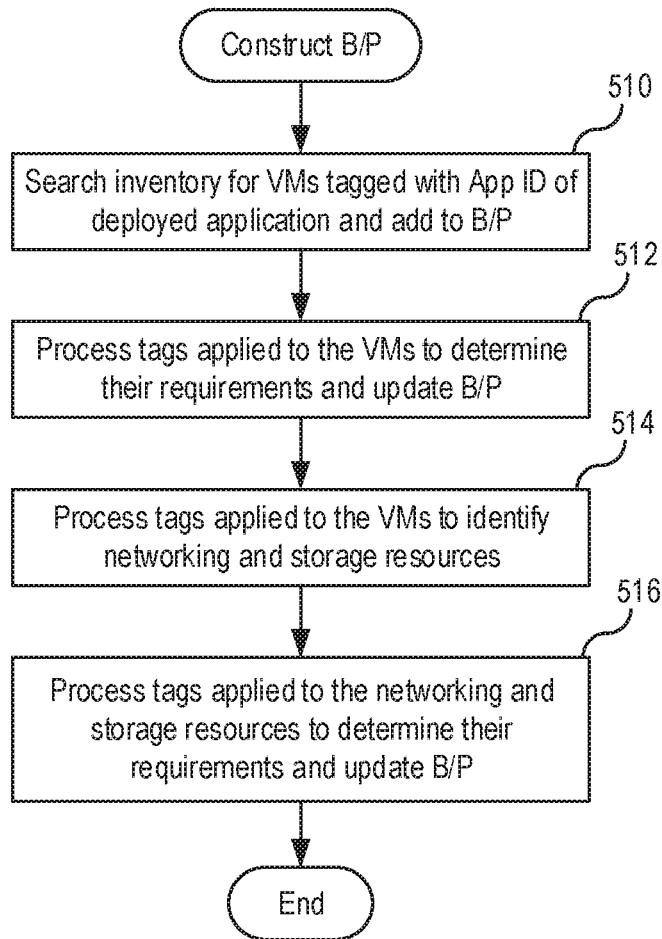 Construct B/P
510
Search inventory for VMs tagged with App ID of
deployed application and add to B/P
512
Process tags applied to the VMs to determine
their requirements and update B/P
514
Process tags applied to the VMs to identify
networking and storage resources
516
Process tags applied to the networking and
storage resources to determine their
requirements and update B/P
End